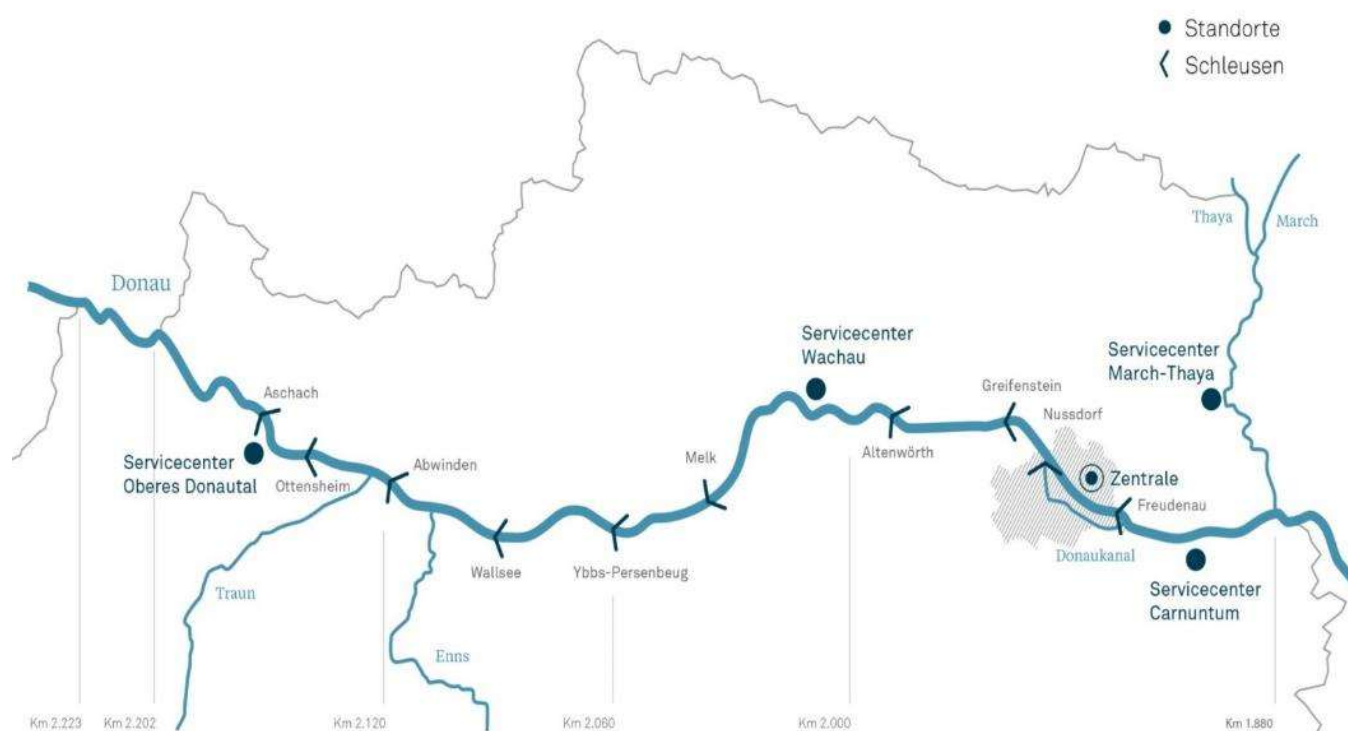 Standorte
Schleusen
Thaya
March
Donau
Servicecenter
Wachau
Servicecenter
March-Thaya
Aschach
Greifenstein
Nussdorf
Servicecenter
Oberes Donautal
Ottensheim
Abwinden
Melk
Altenwörth
Zentrale
Freudenau
Donaukanal
Wallsee
Ybbs-Persenbeug
Servicecenter
Carnuntum
Traun
Enns
Km 2.223
Km 2.202
Km 2.120
Km 2.060
Km 2.000
Km 1.880